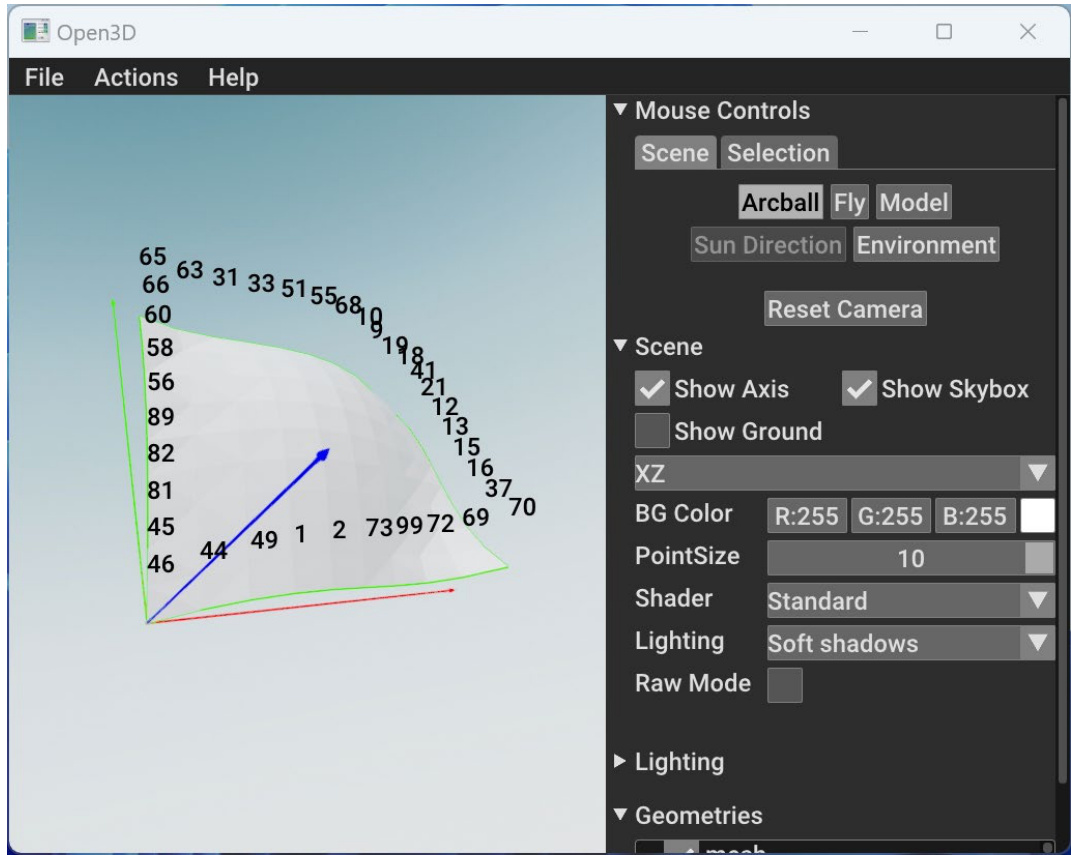 Open3D
File Actions Help
65
63
31
33
51
55
68
10
9
19
18
41
21
12
13
15
16
37
70
66
60
58
56
89
82
81
45
46
44
49
1
2
73
99
72
69
Mouse Controls
Scene Selection
Arcball Fly Model
Sun Direction Environment
Reset Camera
Scene
Show Axis Show Skybox
Show Ground
XZ
BG Color R:255 G:255 B:255
PointSize 10
Shader Standard
Lighting Soft shadows
Raw Mode
Lighting
Geometries
mesh